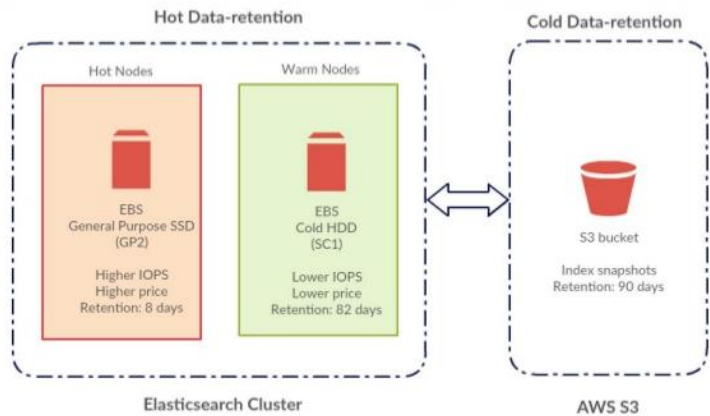 Hot Data-retention
Cold Data-retention
Hot Nodes
Warm Nodes
EBS
General Purpose SSD
(GP2)
Higher IOPS
Higher price
Retention: 8 days
EBS
Cold HDD
(SC1)
Lower IOPS
Lower price
Retention: 82 days
S3 bucket
Index snapshots
Retention: 90 days
Elasticsearch Cluster
AWS S3